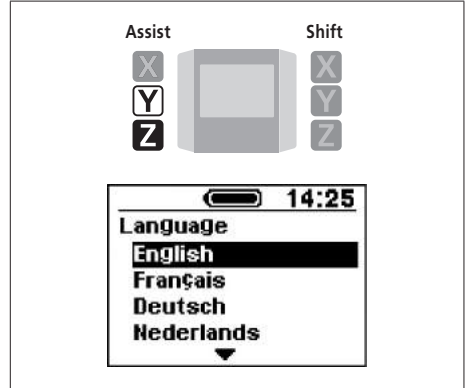 Assist Shift
X X
Y Y
Z Z
14:25
Language
English
Français
Deutsch
Nederlands